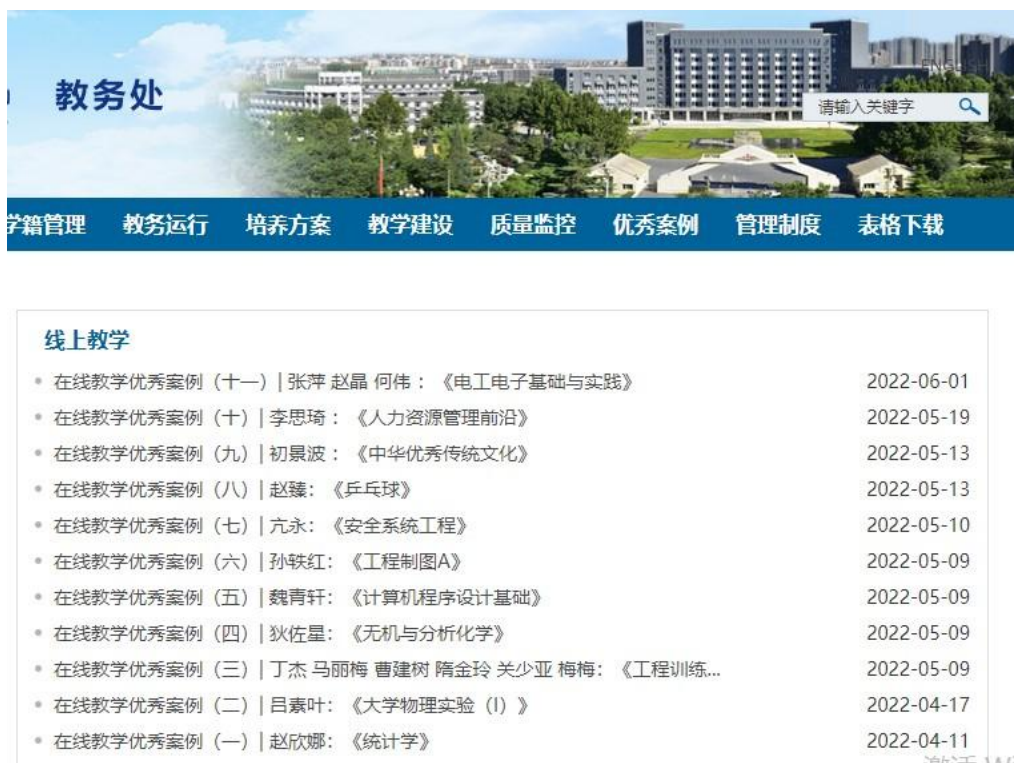 教务处
English
请输入关键字
学籍管理 教务运行 培养方案 教学建设 质量监控 优秀案例 管理制度 表格下载
线上教学
在线教学优秀案例（十一）| 张萍 赵晶 何伟：《电工电子基础与实践》 2022-06-01
在线教学优秀案例（十）| 李思琦：《人力资源管理前沿》 2022-05-19
在线教学优秀案例（九）| 初景波：《中华优秀传统文化》 2022-05-13
在线教学优秀案例（八）| 赵臻：《乒乓球》 2022-05-13
在线教学优秀案例（七）| 亢永：《安全系统工程》 2022-05-10
在线教学优秀案例（六）| 孙轶红：《工程制图A》 2022-05-09
在线教学优秀案例（五）| 魏青轩：《计算机程序设计基础》 2022-05-09
在线教学优秀案例（四）| 狄佐星：《无机与分析化学》 2022-05-09
在线教学优秀案例（三）| 丁杰 马丽梅 曹建树 隋金玲 关少亚 梅梅：《工程训练... 2022-05-09
在线教学优秀案例（二）| 吕素叶：《大学物理实验（I）》 2022-04-17
在线教学优秀案例（一）| 赵欣娜：《统计学》 2022-04-11